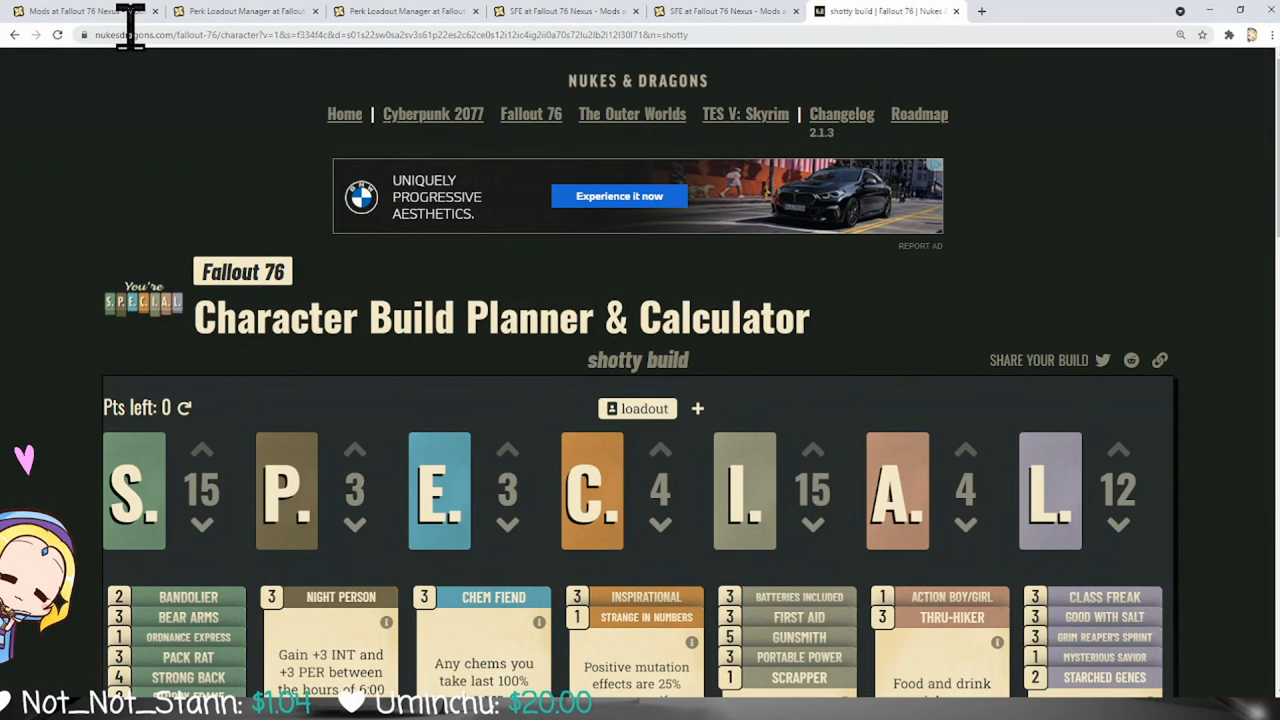 Mods at Fallout 76 Nexus
Perk Loadout Manager at Fallout
Perk Loadout Manager at Fallout
SFE at Fallout 76 Nexus - Mods a
SFE at Fallout 76 Nexus - Mods a
shotty build | Fallout 76 | Nukes
NUKES & DRAGONS
Home | Cyberpunk 2077 Fallout 76 The Outer Worlds TES V: Skyrim | Changelog Roadmap
2.1.3
UNIQUELY
PROGRESSIVE
AESTHETICS.
Experience it now
REPORT AD
You're
S.P.E.C.I.A.L.
Fallout 76
Character Build Planner & Calculator
shotty build
SHARE YOUR BUILD
Pts left: 0
loadout +
S. 15 P. 3 E. 3 C. 4 I. 15 A. 4 L. 12
2 BANDOLIER
3 BEAR ARMS
1 ORDNANCE EXPRESS
3 PACK RAT
4 STRONG BACK
3 NIGHT PERSON
Gain +3 INT and
+3 PER between
the hours of 6:00
3 CHEM FIEND
Any chems you
take last 100%
3 INSPIRATIONAL
1 STRANGE IN NUMBERS
Positive mutation
effects are 25%
3 BATTERIES INCLUDED
3 FIRST AID
5 GUNSMITH
3 PORTABLE POWER
1 SCRAPPER
1 ACTION BOY/GIRL
3 THRU-HIKER
Food and drink
3 CLASS FREAK
3 GOOD WITH SALT
3 GRIM REAPER'S SPRINT
1 MYSTERIOUS SAVIOR
2 STARCHED GENES
Not_Not_Stann: $1.04 Uminchu: $20.00